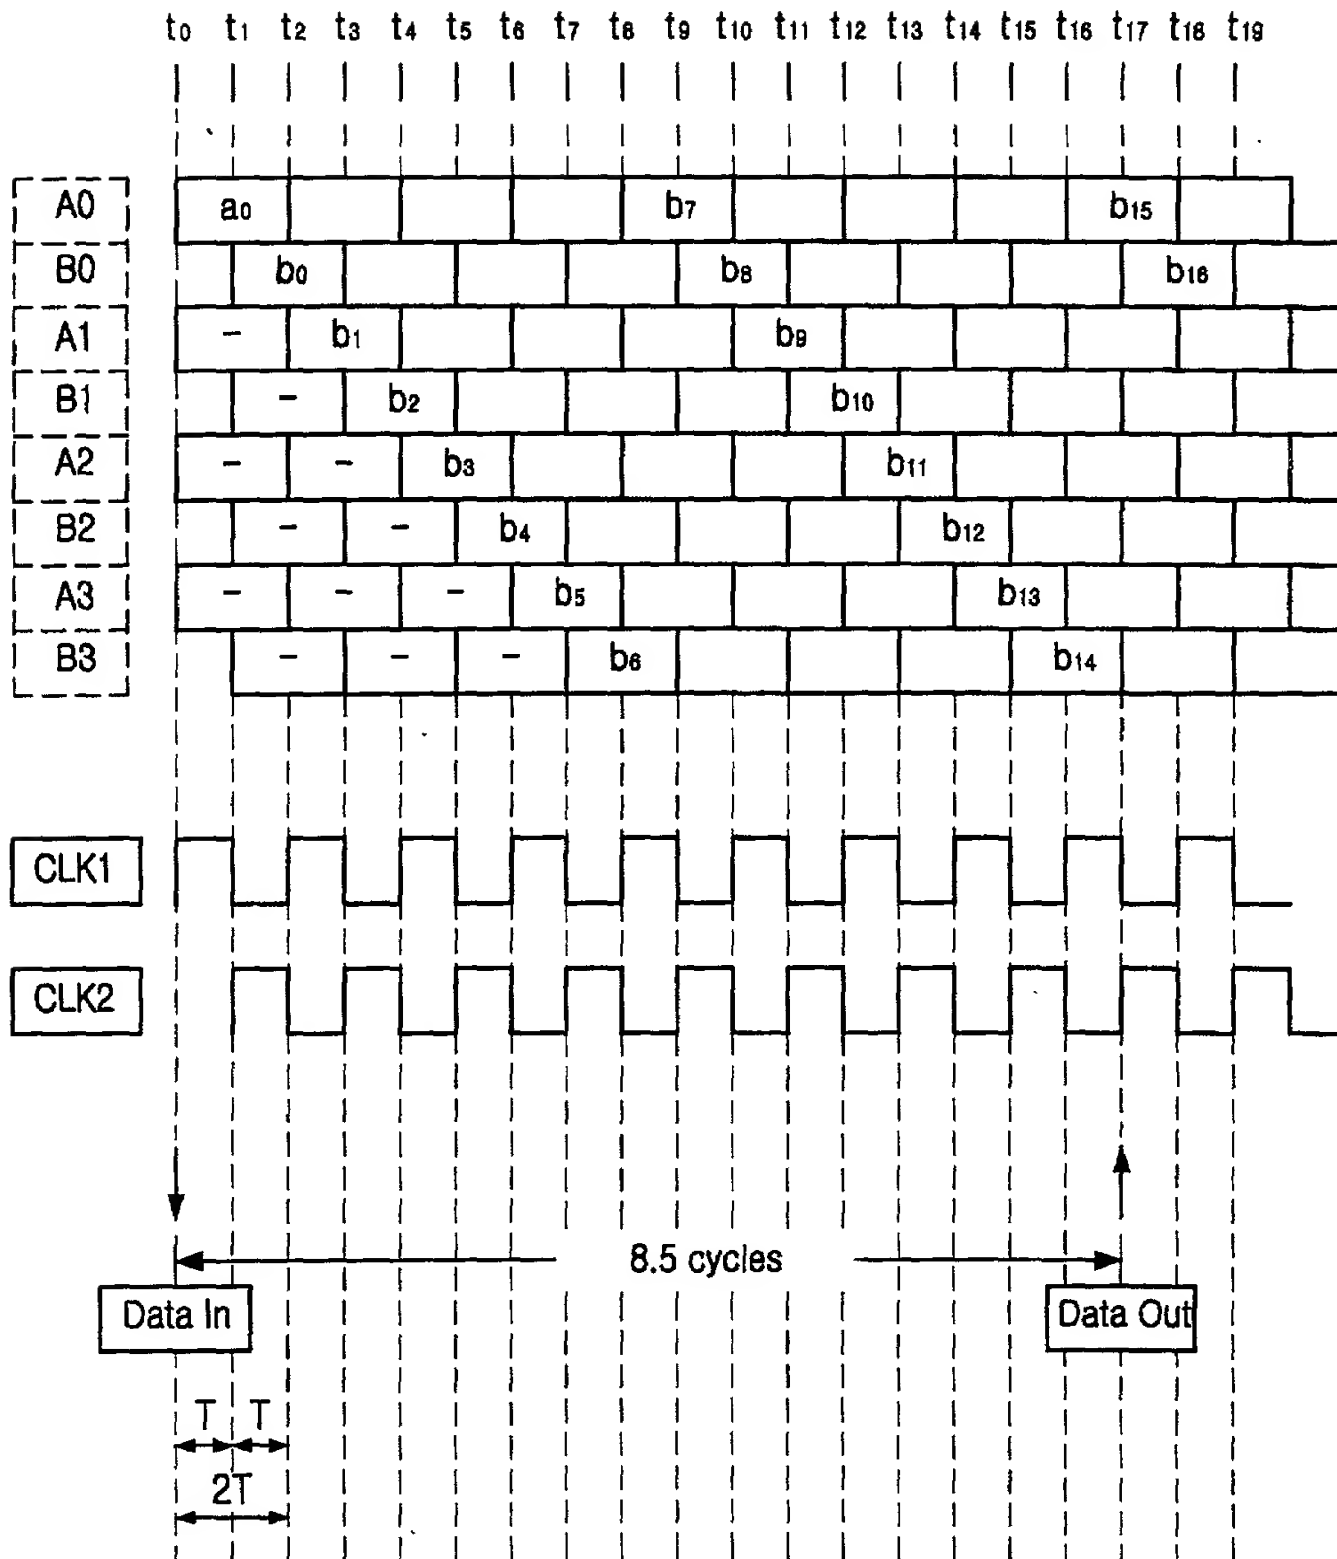 t0 t1 t2 t3 t4 t5 t6 t7 t8 t9 t10 t11 t12 t13 t14 t15 t16 t17 t18 t19
A0 a0 b7 b15
B0 b0 b8 b16
A1 - b1 b9
B1 - b2 b10
A2 - - b3 b11
B2 - - b4 b12
A3 - - - b5 b13
B3 - - - b6 b14
CLK1
CLK2
8.5 cycles
Data In Data Out
T T
2T